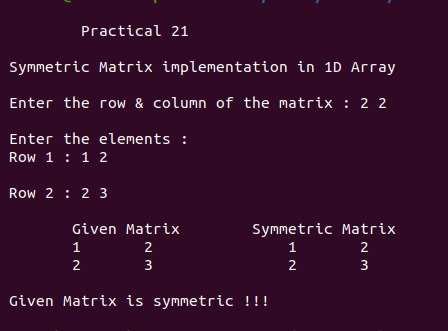 Practical 21
Symmetric Matrix implementation in 1D Array
Enter the row & column of the matrix : 2 2
Enter the elements :
Row 1 : 1 2
Row 2 : 2 3
Given Matrix Symmetric Matrix
1 2 1 2
2 3 2 3
Given Matrix is symmetric !!!